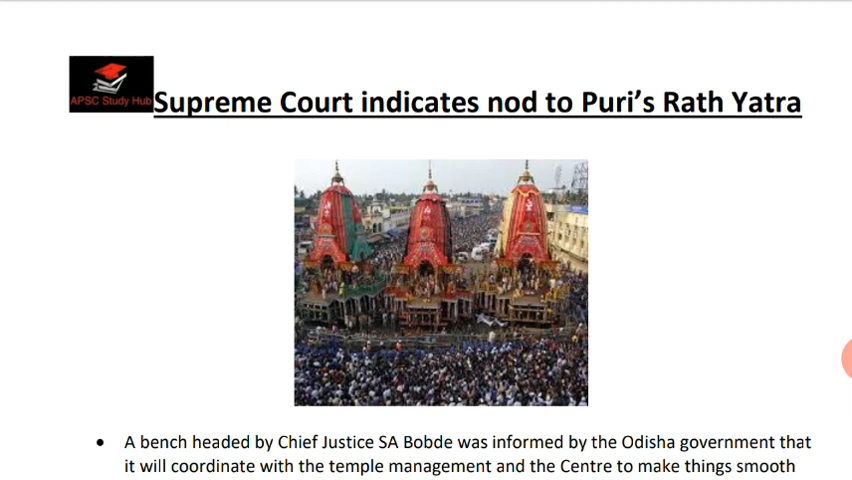 APSC Study Hub
Supreme Court indicates nod to Puri’s Rath Yatra
• A bench headed by Chief Justice SA Bobde was informed by the Odisha government that
it will coordinate with the temple management and the Centre to make things smooth